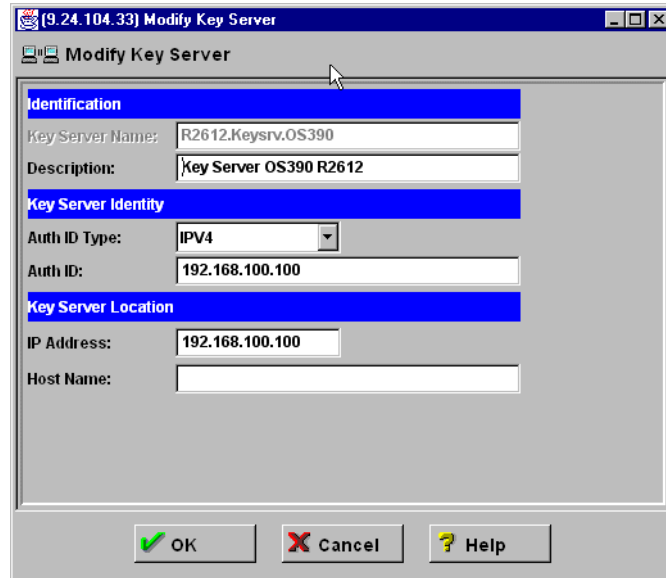 (9.24.104.33) Modify Key Server
Modify Key Server
Identification
Key Server Name: R2612.Keysrv.OS390
Description: Key Server OS390 R2612
Key Server Identity
Auth ID Type: IPV4
Auth ID: 192.168.100.100
Key Server Location
IP Address: 192.168.100.100
Host Name:
OK Cancel ? Help